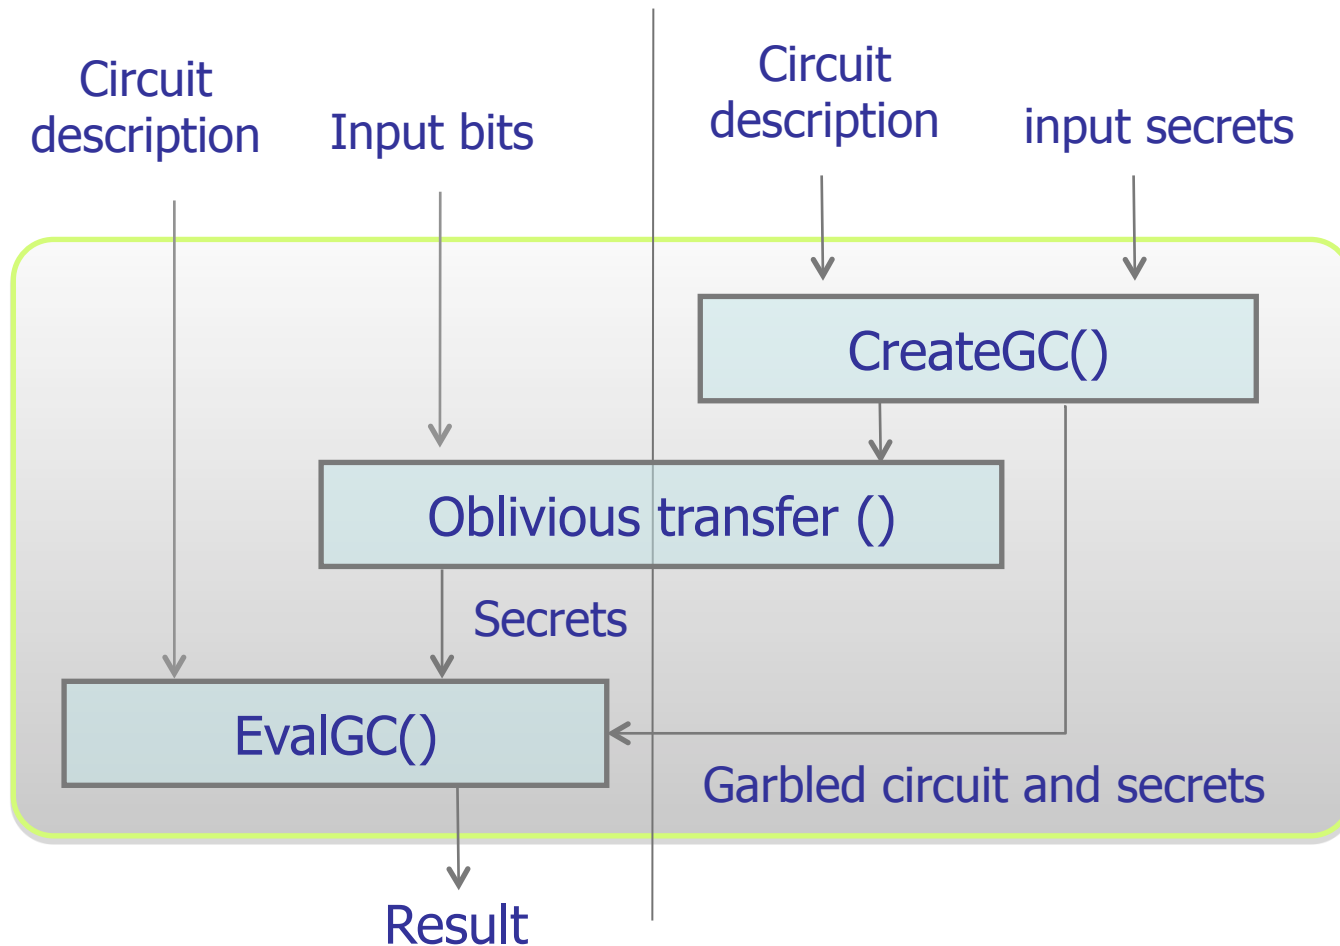 Circuit
description
Input bits
Circuit
description
input secrets
CreateGC()
Oblivious transfer ()
Secrets
EvalGC()
Garbled circuit and secrets
Result